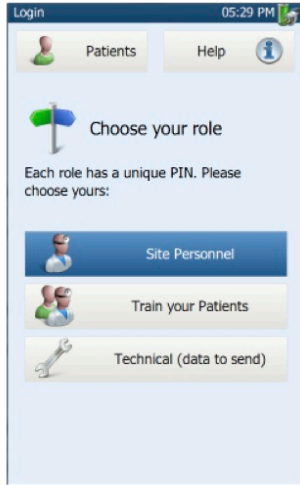 Login 05:29 PM
Patients Help
Choose your role
Each role has a unique PIN. Please
choose yours:
Site Personnel
Train your Patients
Technical (data to send)